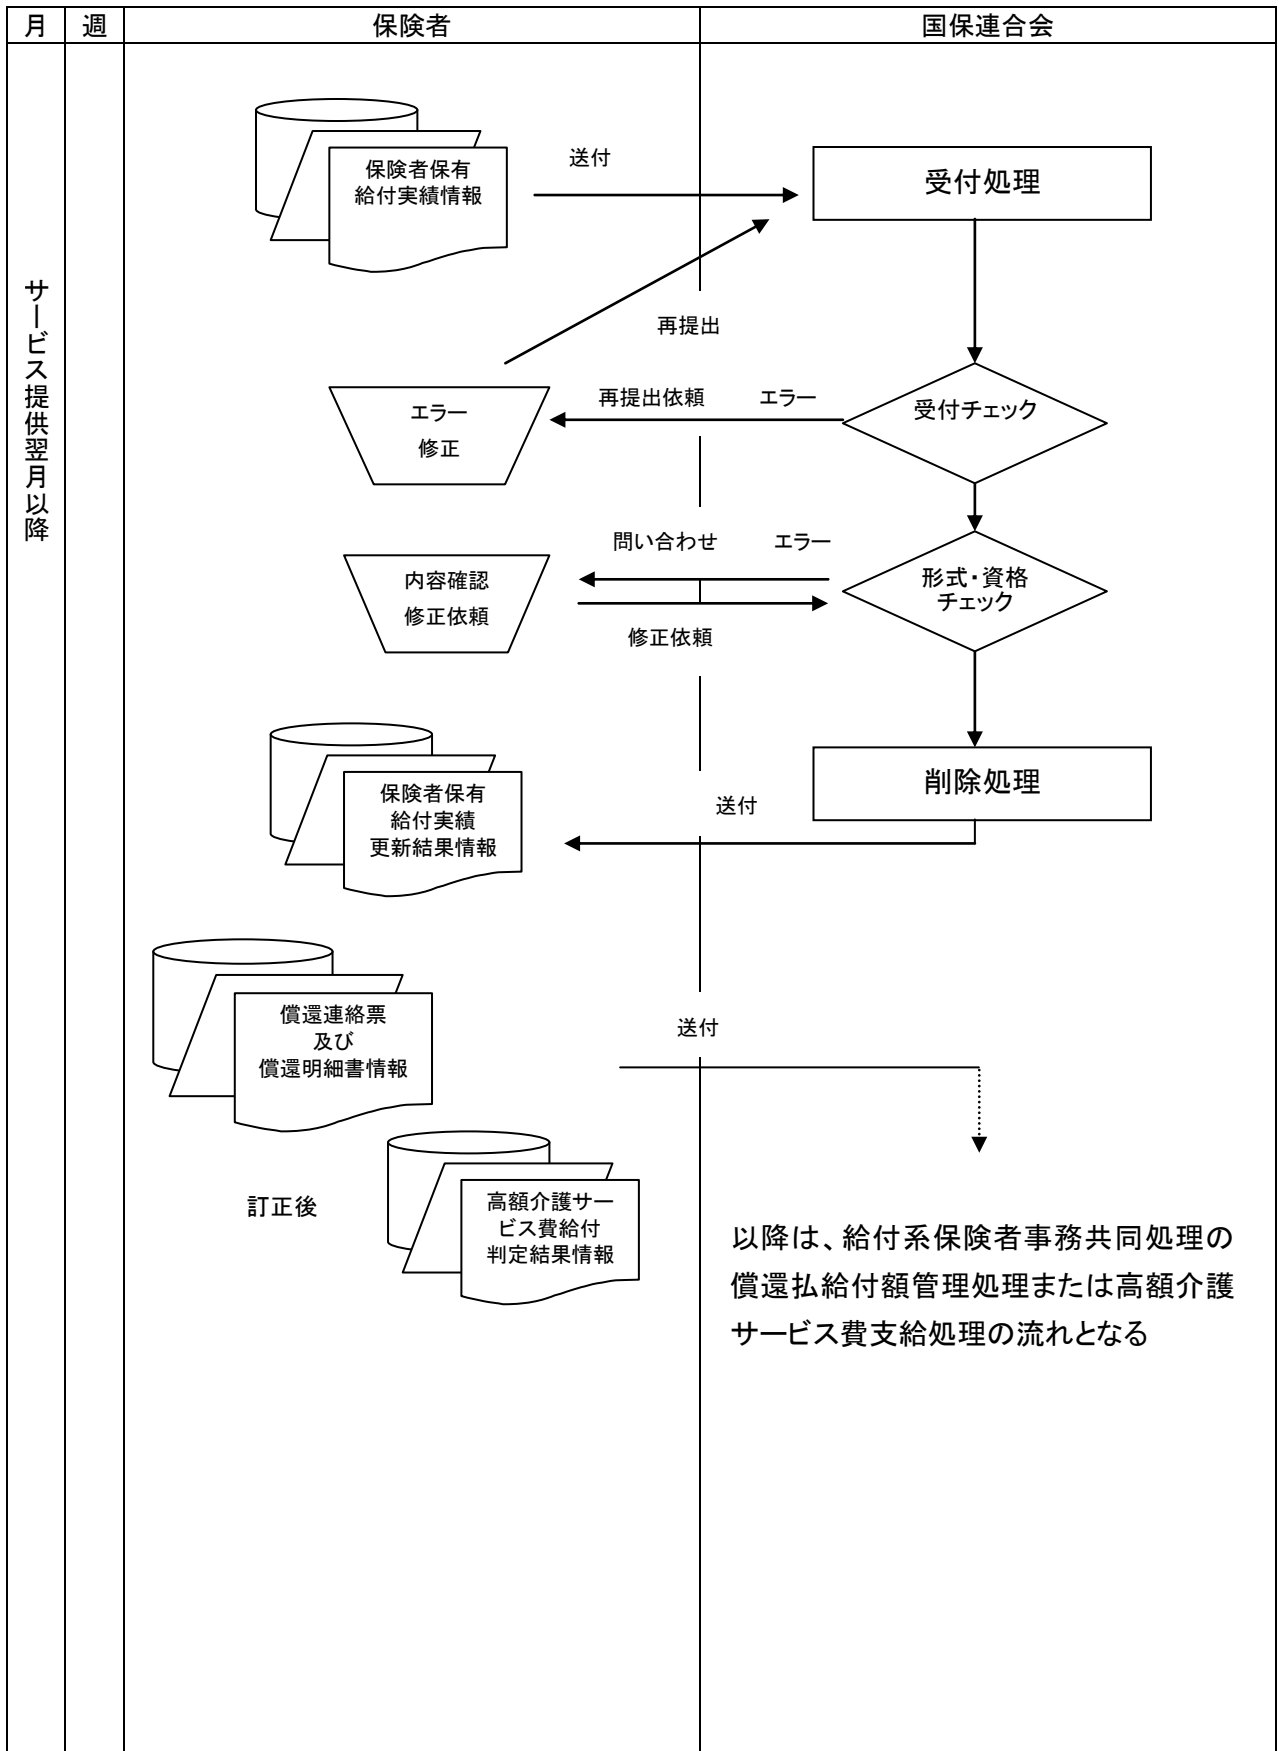 月
週
保険者
国保連合会
サービス提供翌月以降
保険者保有
給付実績情報
送付
受付処理
再提出
エラー
修正
再提出依頼
エラー
受付チェック
問い合わせ
エラー
内容確認
修正依頼
形式・資格
チェック
修正依頼
保険者保有
給付実績
更新結果情報
送付
削除処理
償還連絡票
及び
償還明細書情報
送付
訂正後
高額介護サー
ビス費給付
判定結果情報
以降は、給付系保険者事務共同処理の
償還払給付額管理処理または高額介護
サービス費支給処理の流れとなる